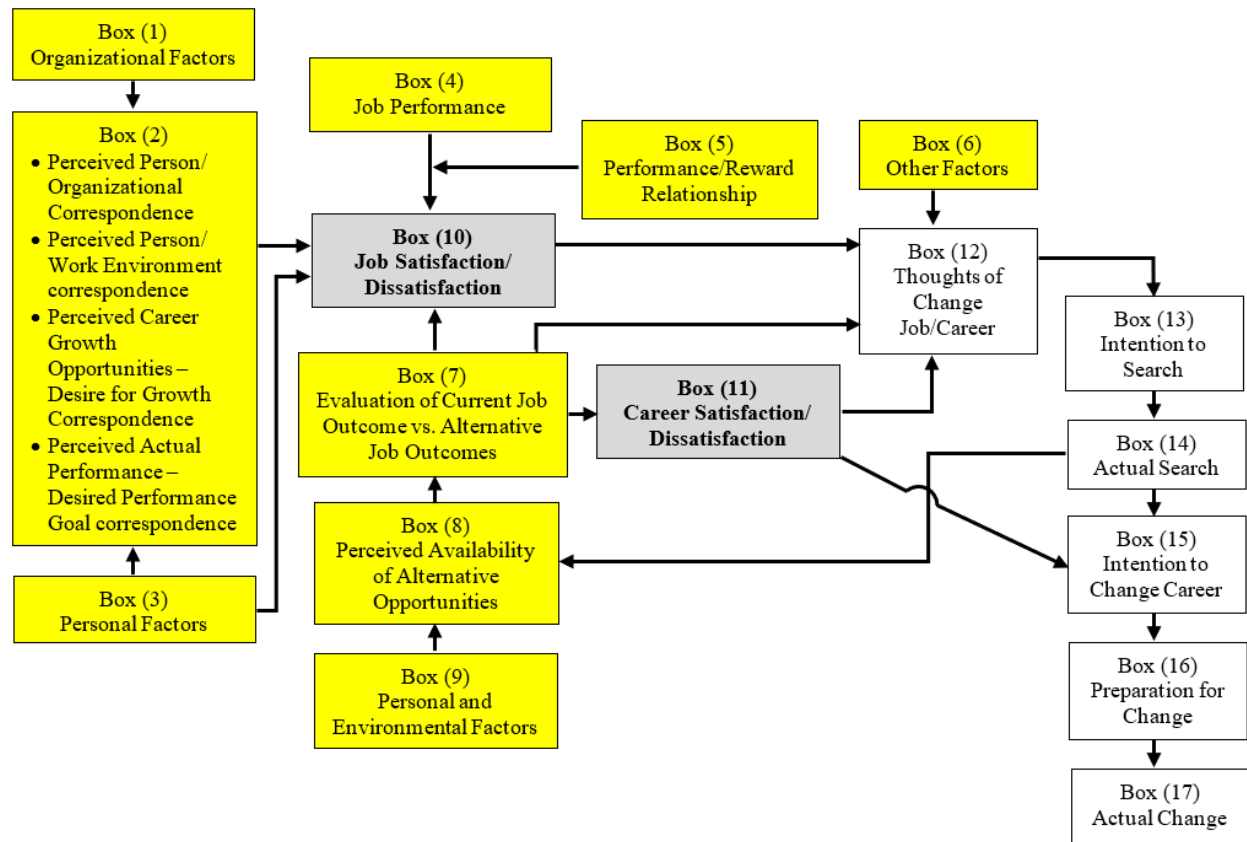 Box (1)
Organizational Factors
Box (2)
• Perceived Person/
Organizational
Correspondence
• Perceived Person/
Work Environment
correspondence
• Perceived Career
Growth
Opportunities –
Desire for Growth
Correspondence
• Perceived Actual
Performance –
Desired Performance
Goal correspondence
Box (3)
Personal Factors
Box (4)
Job Performance
Box (5)
Performance/Reward
Relationship
Box (6)
Other Factors
Box (10)
Job Satisfaction/
Dissatisfaction
Box (7)
Evaluation of Current Job
Outcome vs. Alternative
Job Outcomes
Box (8)
Perceived Availability
of Alternative
Opportunities
Box (9)
Personal and
Environmental Factors
Box (11)
Career Satisfaction/
Dissatisfaction
Box (12)
Thoughts of
Change
Job/Career
Box (13)
Intention to
Search
Box (14)
Actual Search
Box (15)
Intention to
Change Career
Box (16)
Preparation for
Change
Box (17)
Actual Change